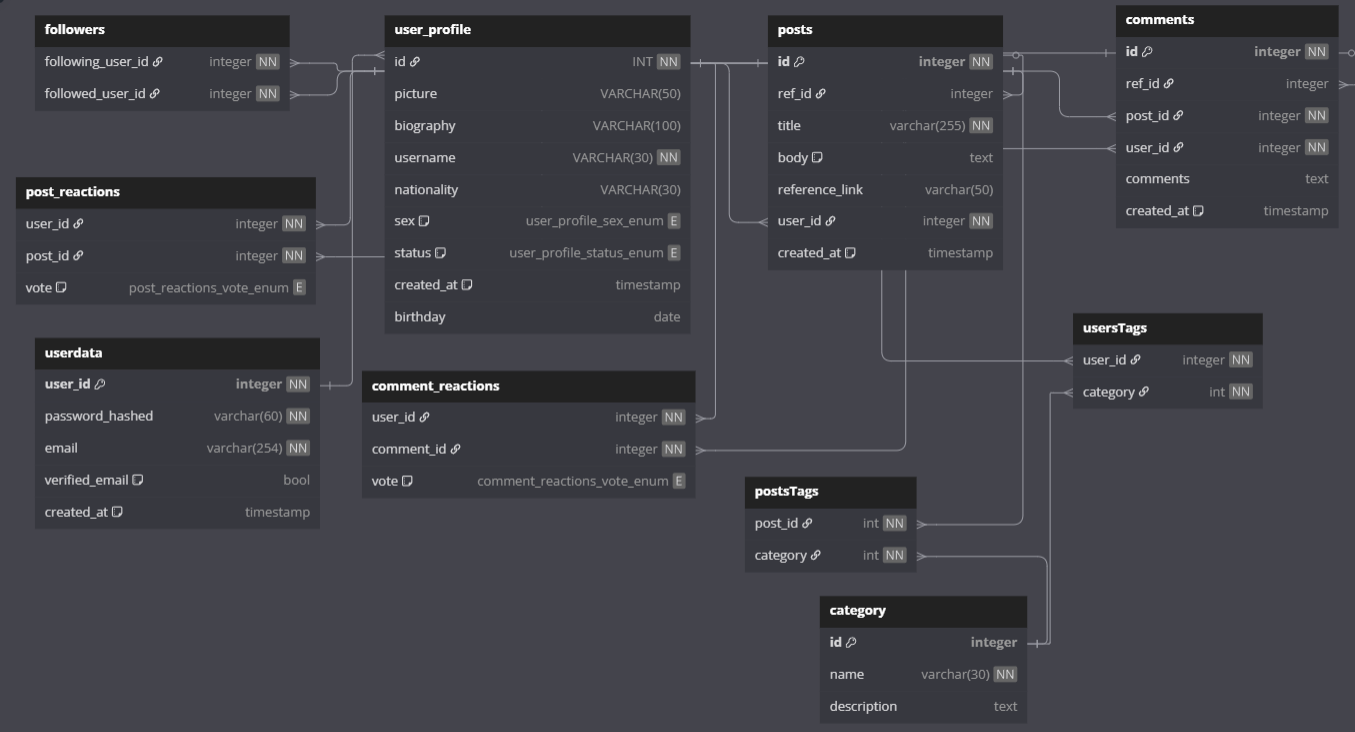 followers
following_user_id integer NN
followed_user_id integer NN
user_profile
id INT NN
picture VARCHAR(50)
biography VARCHAR(100)
username VARCHAR(30) NN
nationality VARCHAR(30)
sex user_profile_sex_enum E
status user_profile_status_enum E
created_at timestamp
birthday date
posts
id integer NN
ref_id integer
title varchar(255) NN
body text
reference_link varchar(50)
user_id integer NN
created_at timestamp
comments
id integer NN
ref_id integer
post_id integer NN
user_id integer NN
comments text
created_at timestamp
post_reactions
user_id integer NN
post_id integer NN
vote post_reactions_vote_enum E
userdata
user_id integer NN
password_hashed varchar(60) NN
email varchar(254) NN
verified_email bool
created_at timestamp
comment_reactions
user_id integer NN
comment_id integer NN
vote comment_reactions_vote_enum E
usersTags
user_id integer NN
category int NN
postsTags
post_id int NN
category int NN
category
id integer
name varchar(30) NN
description text